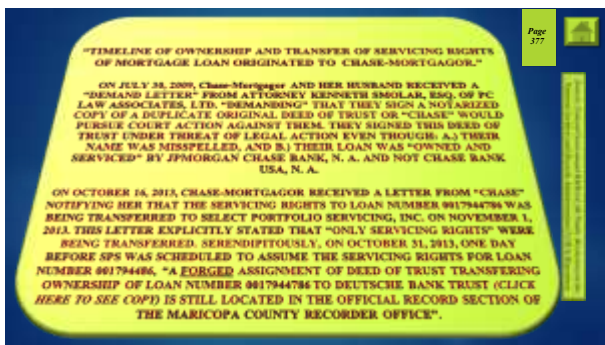 Page
377
"TIMELINE OF OWNERSHIP AND TRANSFER OF SERVICING RIGHTS
OF MORTGAGE LOAN ORIGINATED TO CHASE-MORTGAGOR."
ON JULY 30, 2009, Chase-Mortgagor AND HER HUSBAND RECEIVED A
"DEMAND LETTER" FROM ATTORNEY KENNETH SMOLAR, ESQ. OF PC
LAW ASSOCIATES, LTD. "DEMANDING" THAT THEY SIGN A NOTARIZED
COPY OF A DUPLICATE ORIGINAL DEED OF TRUST OR "CHASE" WOULD
PURSUE COURT ACTION AGAINST THEM. THEY SIGNED THIS DEED OF
TRUST UNDER THREAT OF LEGAL ACTION EVEN THOUGH: A.) THEIR
NAME WAS MISSPELLED, AND B.) THEIR LOAN WAS "OWNED AND
SERVICED" BY JPMORGAN CHASE BANK, N. A. AND NOT CHASE BANK
USA, N. A.
ON OCTOBER 16, 2013, CHASE-MORTGAGOR RECEIVED A LETTER FROM "CHASE"
NOTIFYING HER THAT THE SERVICING RIGHTS TO LOAN NUMBER 0017944786 WAS
BEING TRANSFERRED TO SELECT PORTFOLIO SERVICING, INC. ON NOVEMBER 1,
2013. THIS LETTER EXPLICITLY STATED THAT "ONLY SERVICING RIGHTS" WERE
BEING TRANSFERRED. SERENDIPITOUSLY, ON OCTOBER 31, 2013, ONE DAY
BEFORE SPS WAS SCHEDULED TO ASSUME THE SERVICING RIGHTS FOR LOAN
NUMBER 001794486, "A FORGED ASSIGNMENT OF DEED OF TRUST TRANSFERING
OWNERSHIP OF LOAN NUMBER 0017944786 TO DEUTSCHE BANK TRUST (CLICK
HERE TO SEE COPY) IS STILL LOCATED IN THE OFFICIAL RECORD SECTION OF
THE MARICOPA COUNTY RECORDER OFFICE".